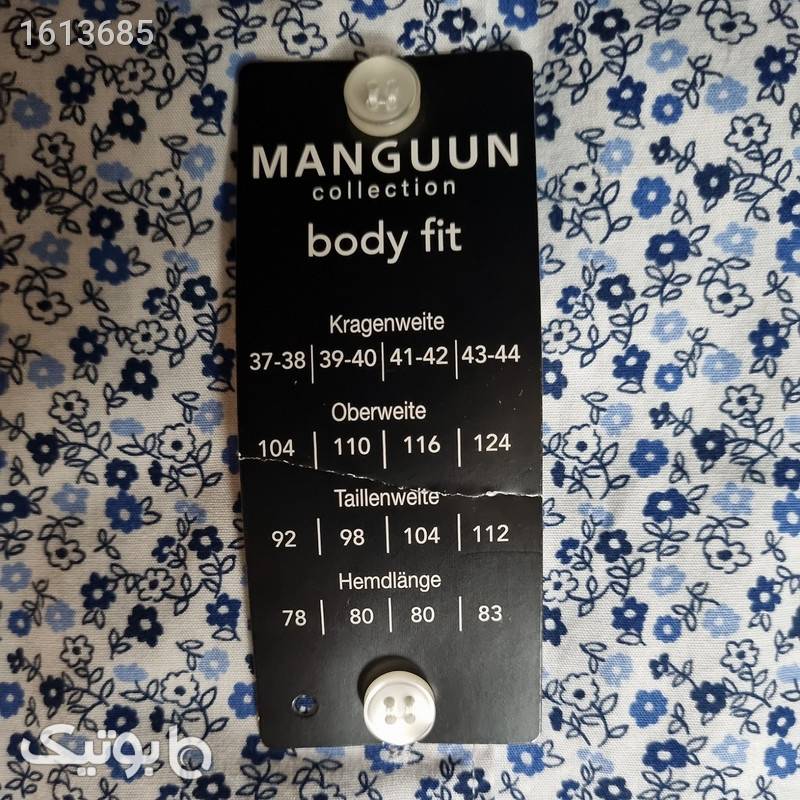 1613685
MANGUUN
collection
body fit
Kragenweite
37-38 39-40 41-42 43-44
Oberweite
104 110 116 124
Taillenweite
92 98 104 112
Hemdlänge
78 80 80 83
بوتیک